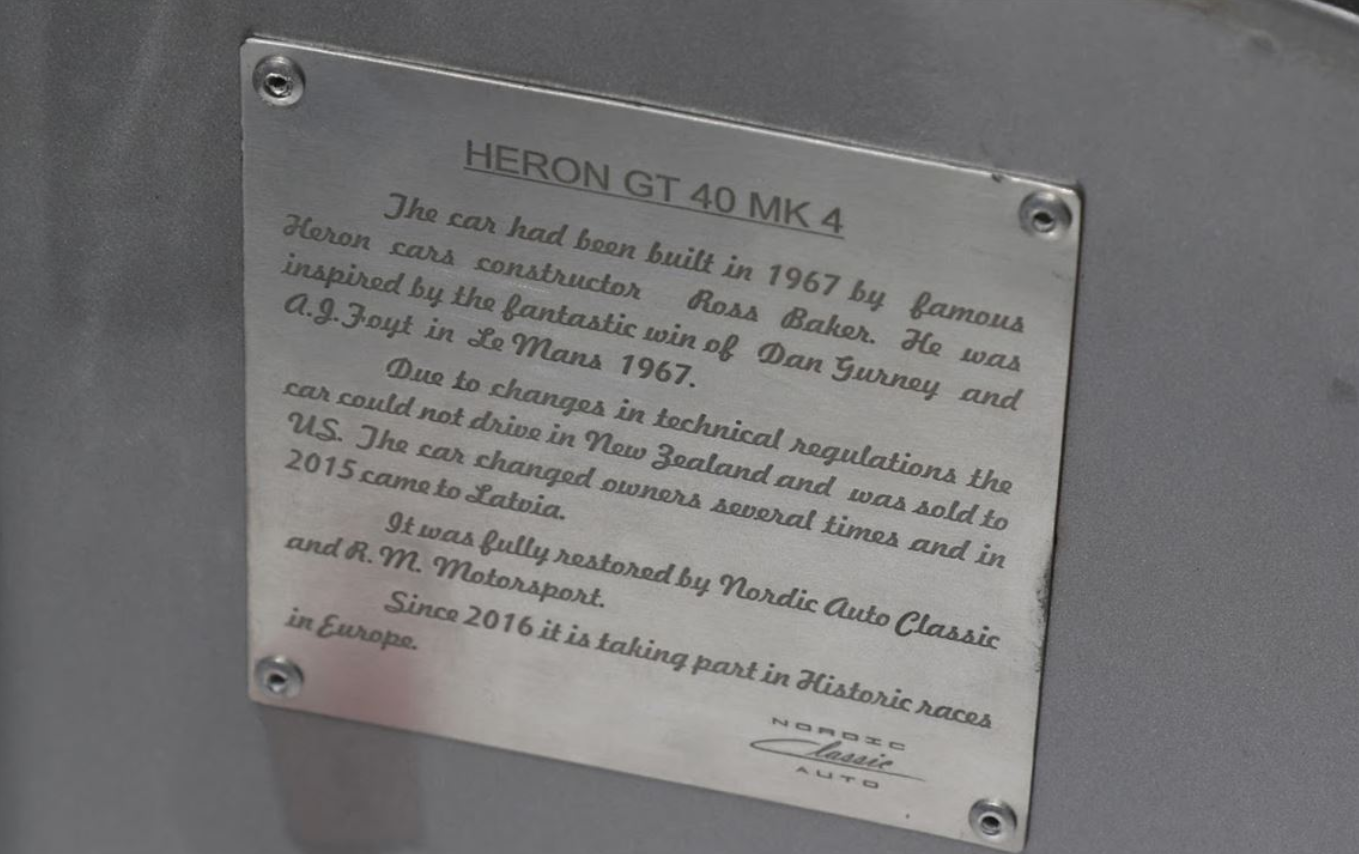 HERON GT 40 MK 4
The car had been built in 1967 by famous
Heron cars constructor Ross Baker. He was
inspired by the fantastic win of Dan Gurney and
A.J.Foyt in Le Mans 1967.
Due to changes in technical regulations the
car could not drive in New Zealand and was sold to
US. The car changed owners several times and in
2015 came to Latvia.
It was fully restored by Nordic Auto Classic
and R. M. Motorsport.
Since 2016 it is taking part in Historic races
in Europe.
NORDIC
Classic
AUTO